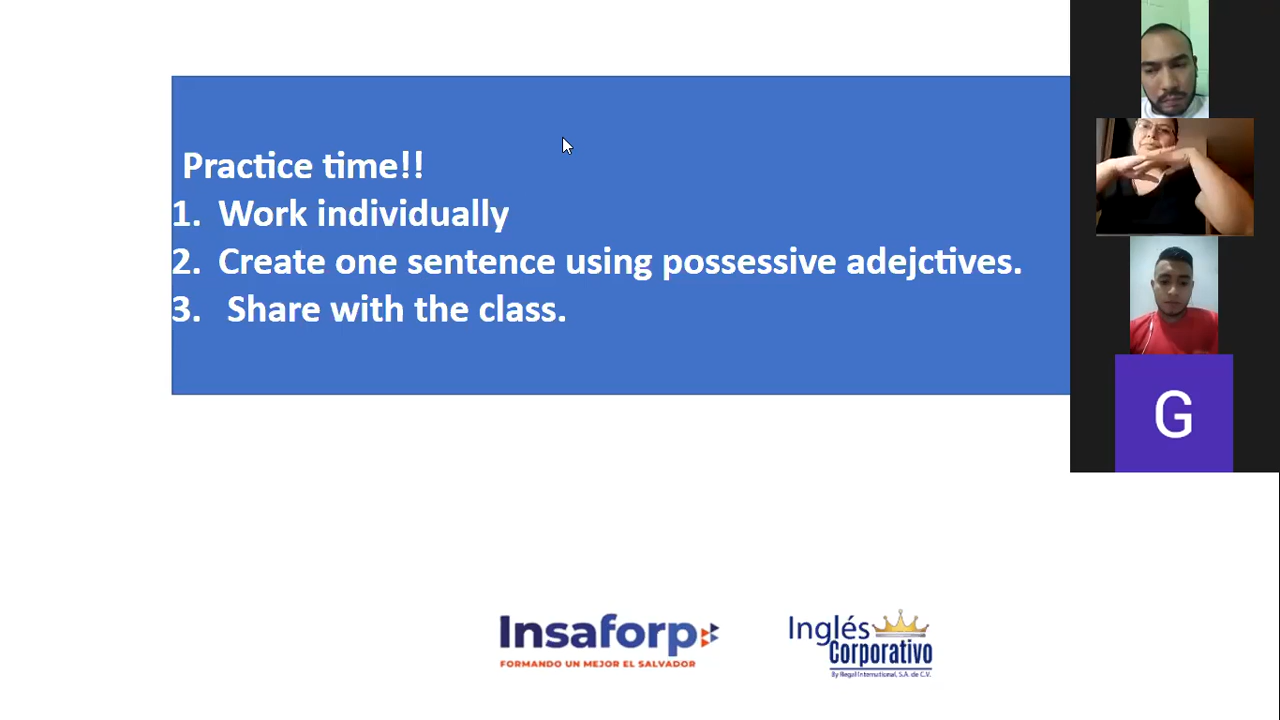 Practice time!!
1. Work individually
2. Create one sentence using possessive adejctives.
3. Share with the class.
G
Insaforp
FORMANDO UN MEJOR EL SALVADOR
Inglés
Corporativo
By Illegall International, S.A. de C.V.